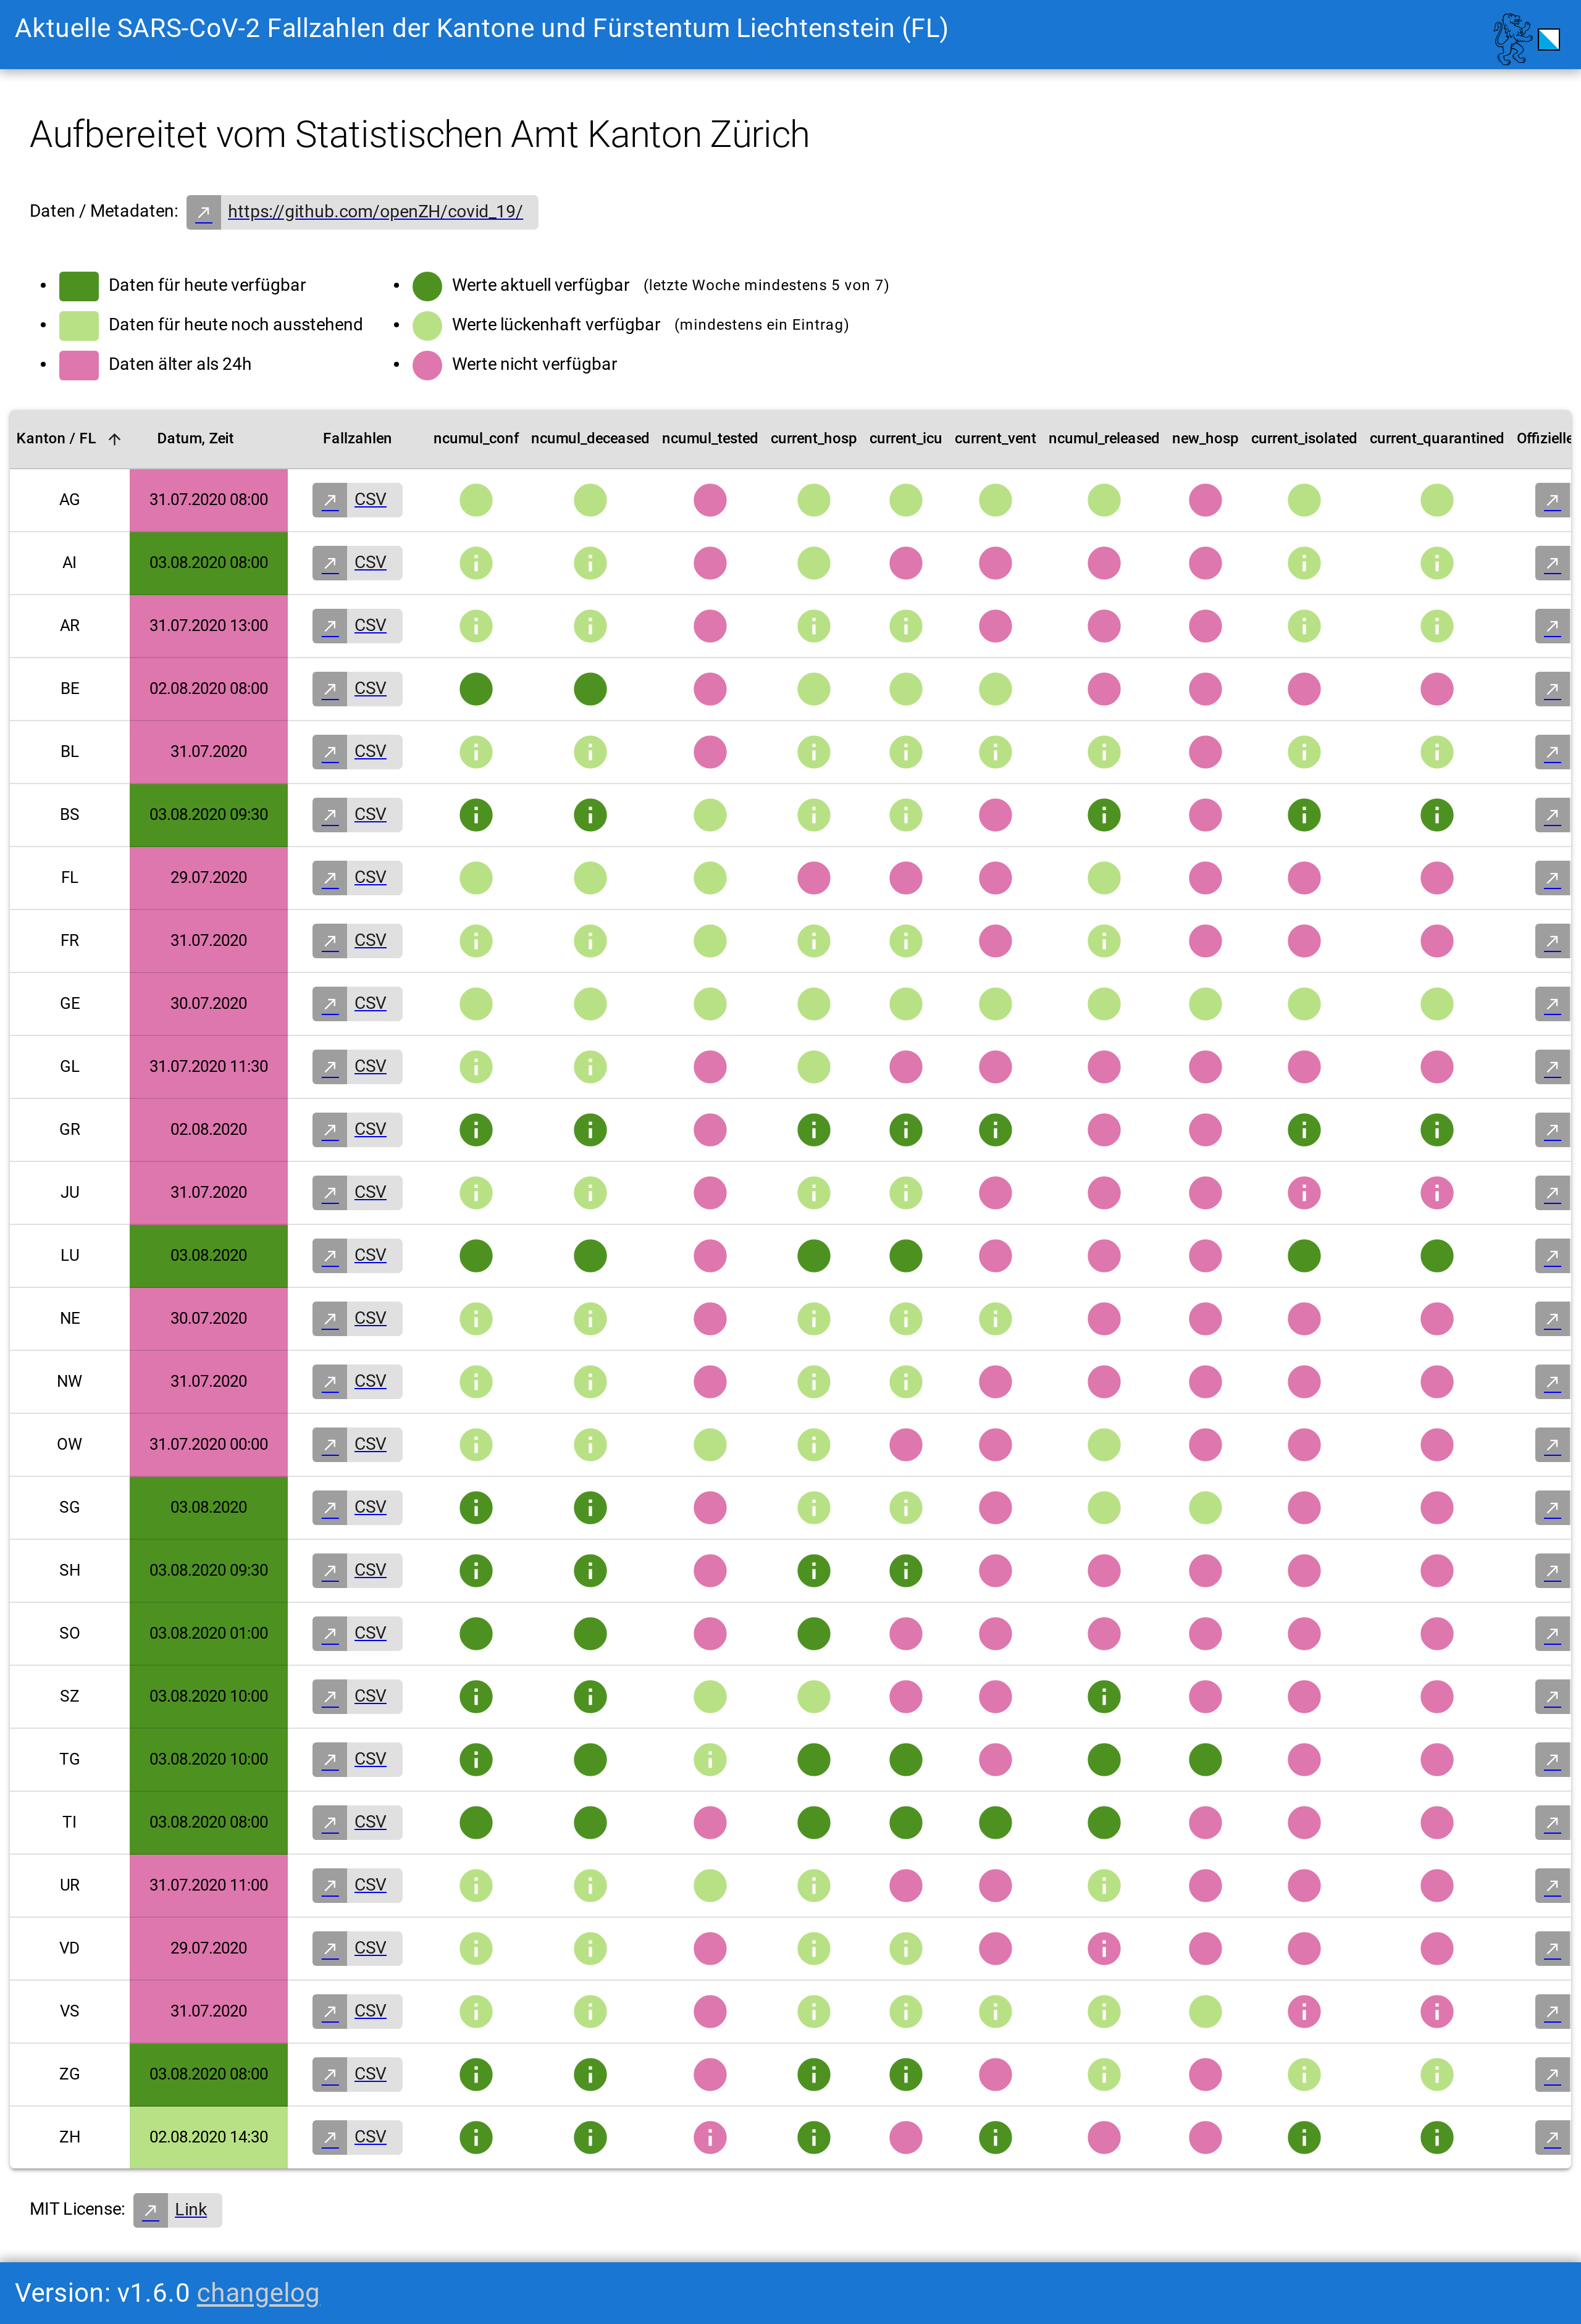 Aktuelle SARS-CoV-2 Fallzahlen der Kantone und Fürstentum Liechtenstein (FL)
Aufbereitet vom Statistischen Amt Kanton Zürich
Daten / Metadaten: https://github.com/openZH/covid_19/
Daten für heute verfügbar
Daten für heute noch ausstehend
Daten älter als 24h
Werte aktuell verfügbar (letzte Woche mindestens 5 von 7)
Werte lückenhaft verfügbar (mindestens ein Eintrag)
Werte nicht verfügbar
Kanton / FL Datum, Zeit Fallzahlen ncumul_conf ncumul_deceased ncumul_tested current_hosp current_icu current_vent ncumul_released new_hosp current_isolated current_quarantined Offizielle
AG 31.07.2020 08:00 CSV
AI 03.08.2020 08:00 CSV
AR 31.07.2020 13:00 CSV
BE 02.08.2020 08:00 CSV
BL 31.07.2020 CSV
BS 03.08.2020 09:30 CSV
FL 29.07.2020 CSV
FR 31.07.2020 CSV
GE 30.07.2020 CSV
GL 31.07.2020 11:30 CSV
GR 02.08.2020 CSV
JU 31.07.2020 CSV
LU 03.08.2020 CSV
NE 30.07.2020 CSV
NW 31.07.2020 CSV
OW 31.07.2020 00:00 CSV
SG 03.08.2020 CSV
SH 03.08.2020 09:30 CSV
SO 03.08.2020 01:00 CSV
SZ 03.08.2020 10:00 CSV
TG 03.08.2020 10:00 CSV
TI 03.08.2020 08:00 CSV
UR 31.07.2020 11:00 CSV
VD 29.07.2020 CSV
VS 31.07.2020 CSV
ZG 03.08.2020 08:00 CSV
ZH 02.08.2020 14:30 CSV
MIT License: Link
Version: v1.6.0 changelog